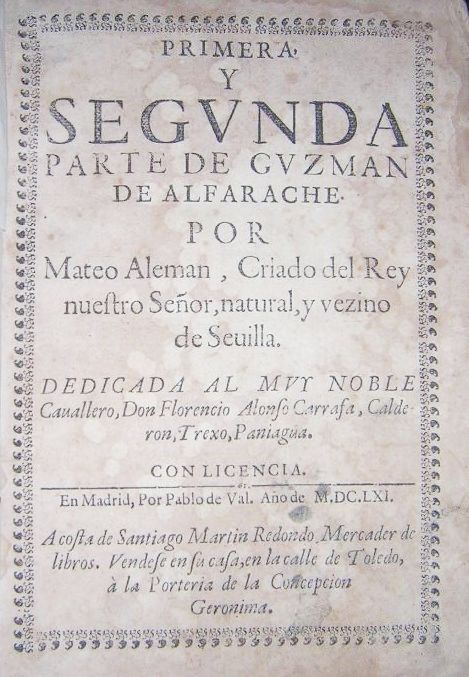 PRIMERA,
Y
SEGVNDA
PARTE DE GVZMAN
DE ALFARACHE.
POR
Mateo Aleman, Criado del Rey
nueſtro Señor, natural, y vezino
de Seuilla.
DEDICADA AL MVY NOBLE
Cauallero, Don Florencio Alonſo Carrafa, Calde-
ron, Trexo, Paniagua.
CON LICENCIA.
En Madrid, Por Pablo de Val. Año de M.DC.LXI.
A coſta de Santiago Martin Redondo, Mercader de
libros. Vendeſe en ſu caſa, en la calle de Toledo,
à la Porteria de la Concepcion
Geronima.